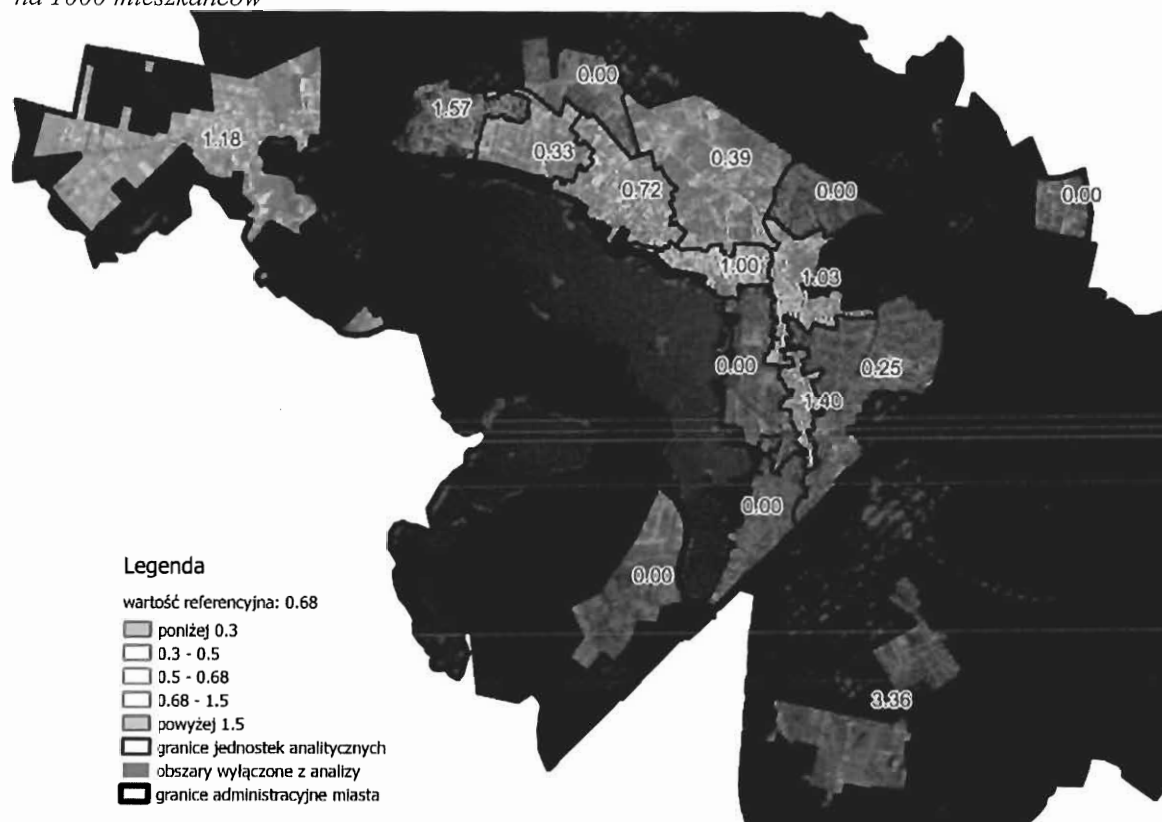 na 1000 mieszkańców
0.00
1.57
1.18
0.33
0.39
0.72
0.00
0.00
1.00
1.03
0.00
0.25
1.40
0.00
0.00
3.36
Legenda
wartość referencyjna: 0.68
poniżej 0.3
0.3 - 0.5
0.5 - 0.68
0.68 - 1.5
powyżej 1.5
granice jednostek analitycznych
obszary wyłączone z analizy
granice administracyjne miasta